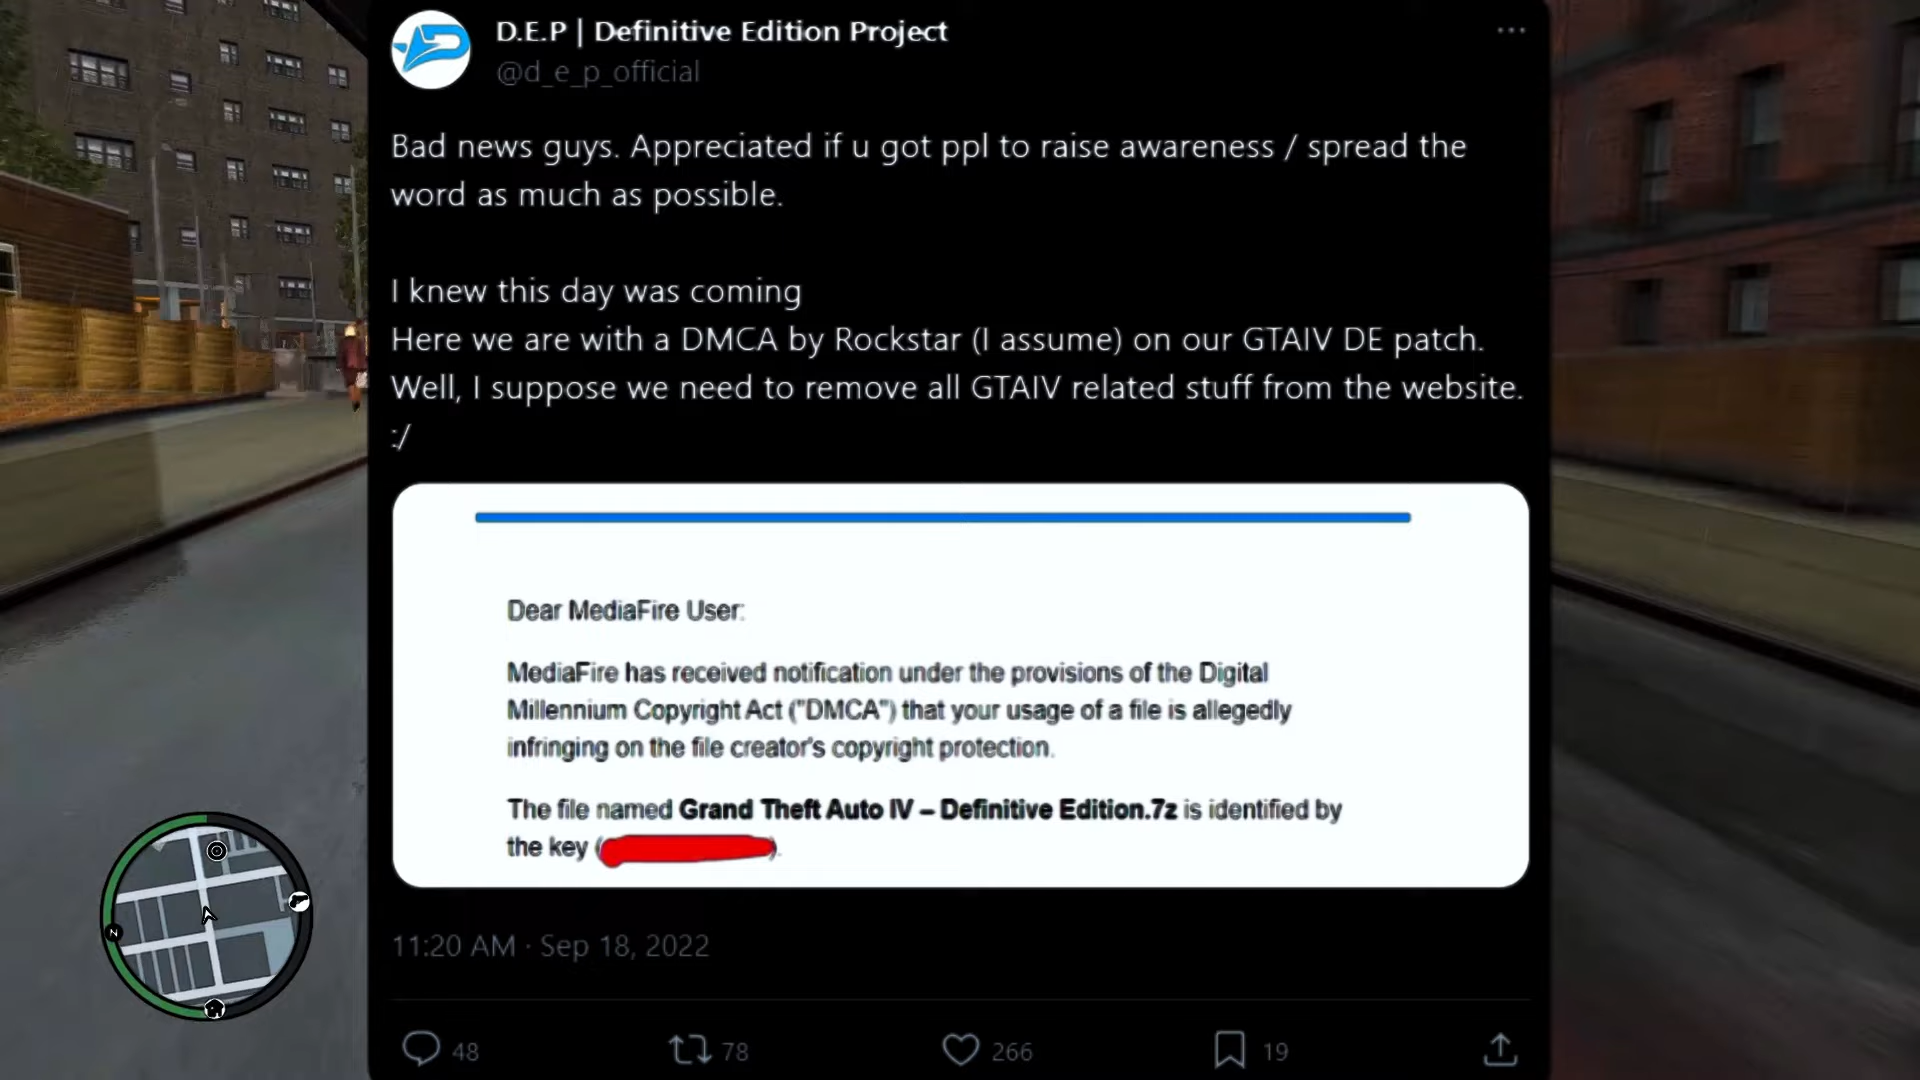 D.E.P | Definitive Edition Project
@d_e_p_official
Bad news guys. Appreciated if u got ppl to raise awareness / spread the
word as much as possible.
I knew this day was coming
Here we are with a DMCA by Rockstar (I assume) on our GTAIV DE patch.
Well, I suppose we need to remove all GTAIV related stuff from the website.
:/
Dear MediaFire User:
MediaFire has received notification under the provisions of the Digital
Millennium Copyright Act ("DMCA") that your usage of a file is allegedly
infringing on the file creator's copyright protection.
The file named Grand Theft Auto IV – Definitive Edition.7z is identified by
the key ( ).
N
11:20 AM · Sep 18, 2022
48 78 266 19